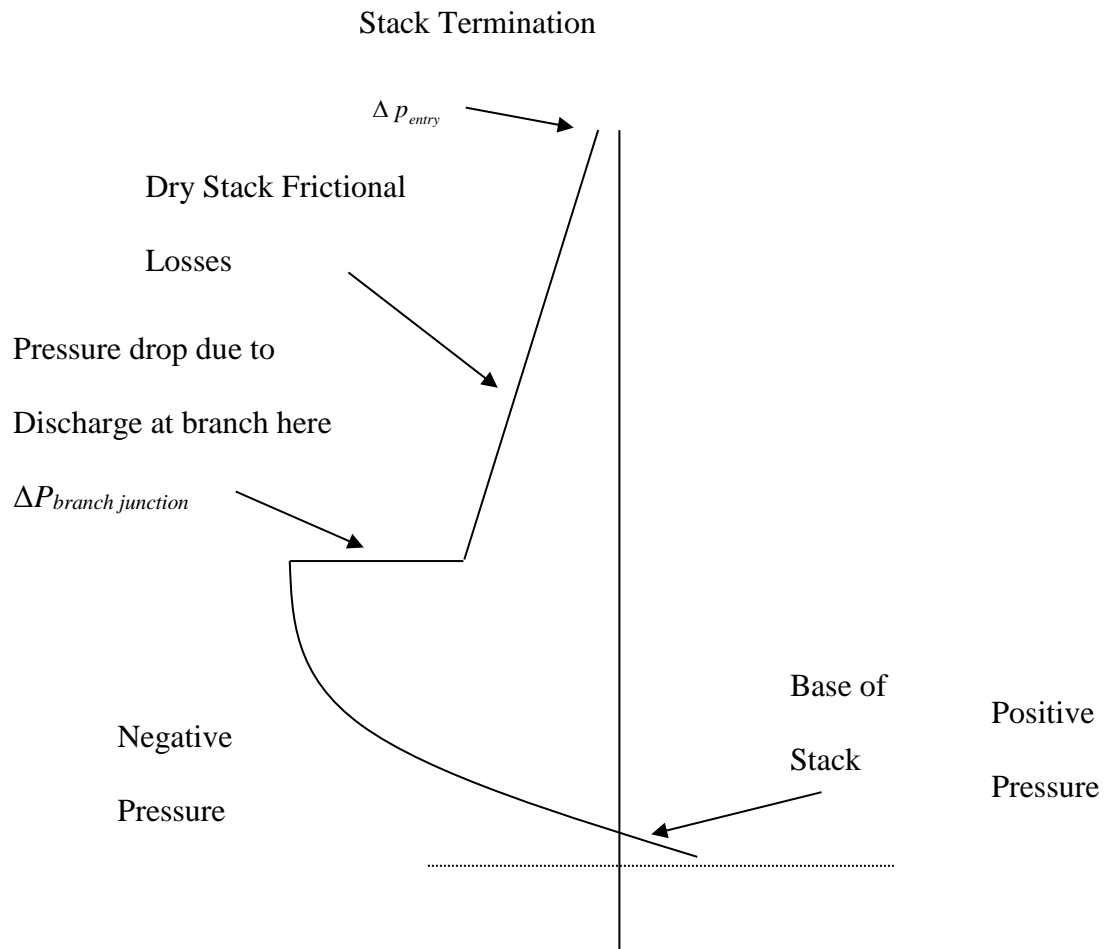 Stack Termination
Δ p_entry
Dry Stack Frictional
Losses
Pressure drop due to
Discharge at branch here
ΔP_branch junction
Base of
Stack
Positive
Pressure
Negative
Pressure